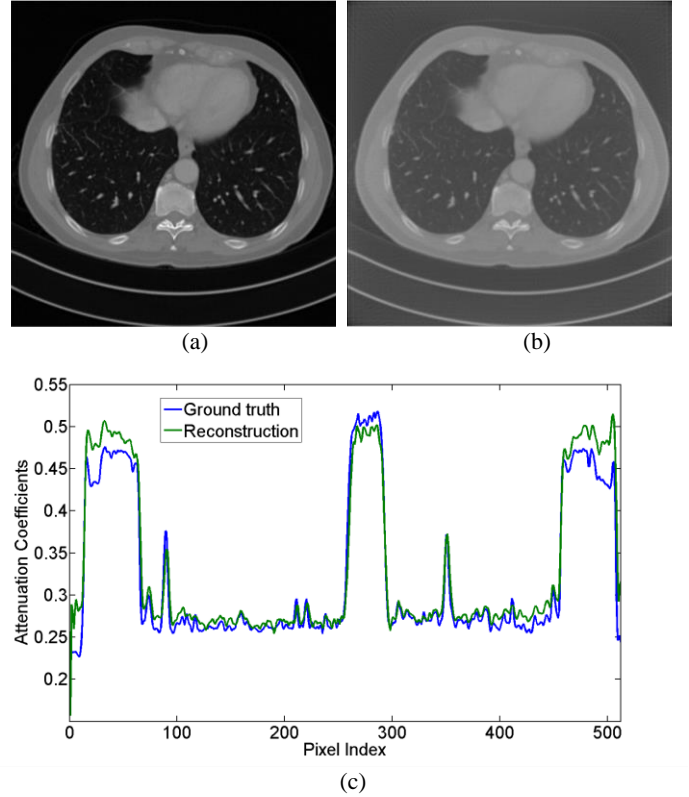 (a)
(b)
0.55
0.5
0.45
0.4
0.35
0.3
0.25
0.2
Attenuation Coefficients
Ground truth
Reconstruction
0
100
200
300
400
500
Pixel Index
(c)